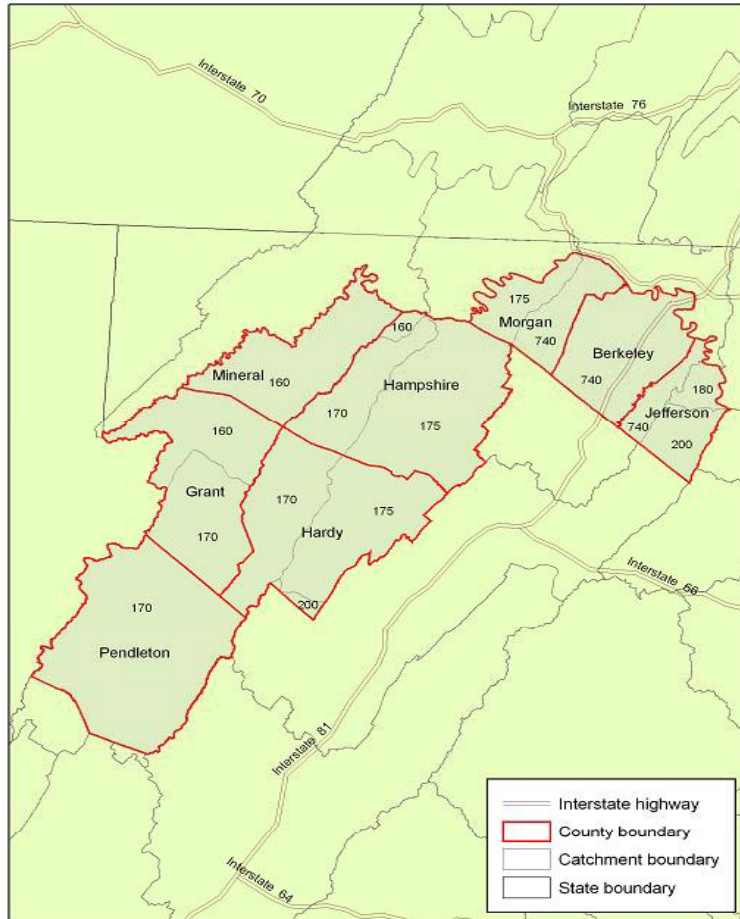 Interstate 70
Interstate 76
175
Morgan
740
160
Berkeley
Mineral
160
Hampshire
740
180
170
Jefferson
160
175
740
200
Grant
170
175
170
Hardy
200
170
Pendleton
Interstate 66
Interstate 81
Interstate 64
Interstate highway
County boundary
Catchment boundary
State boundary